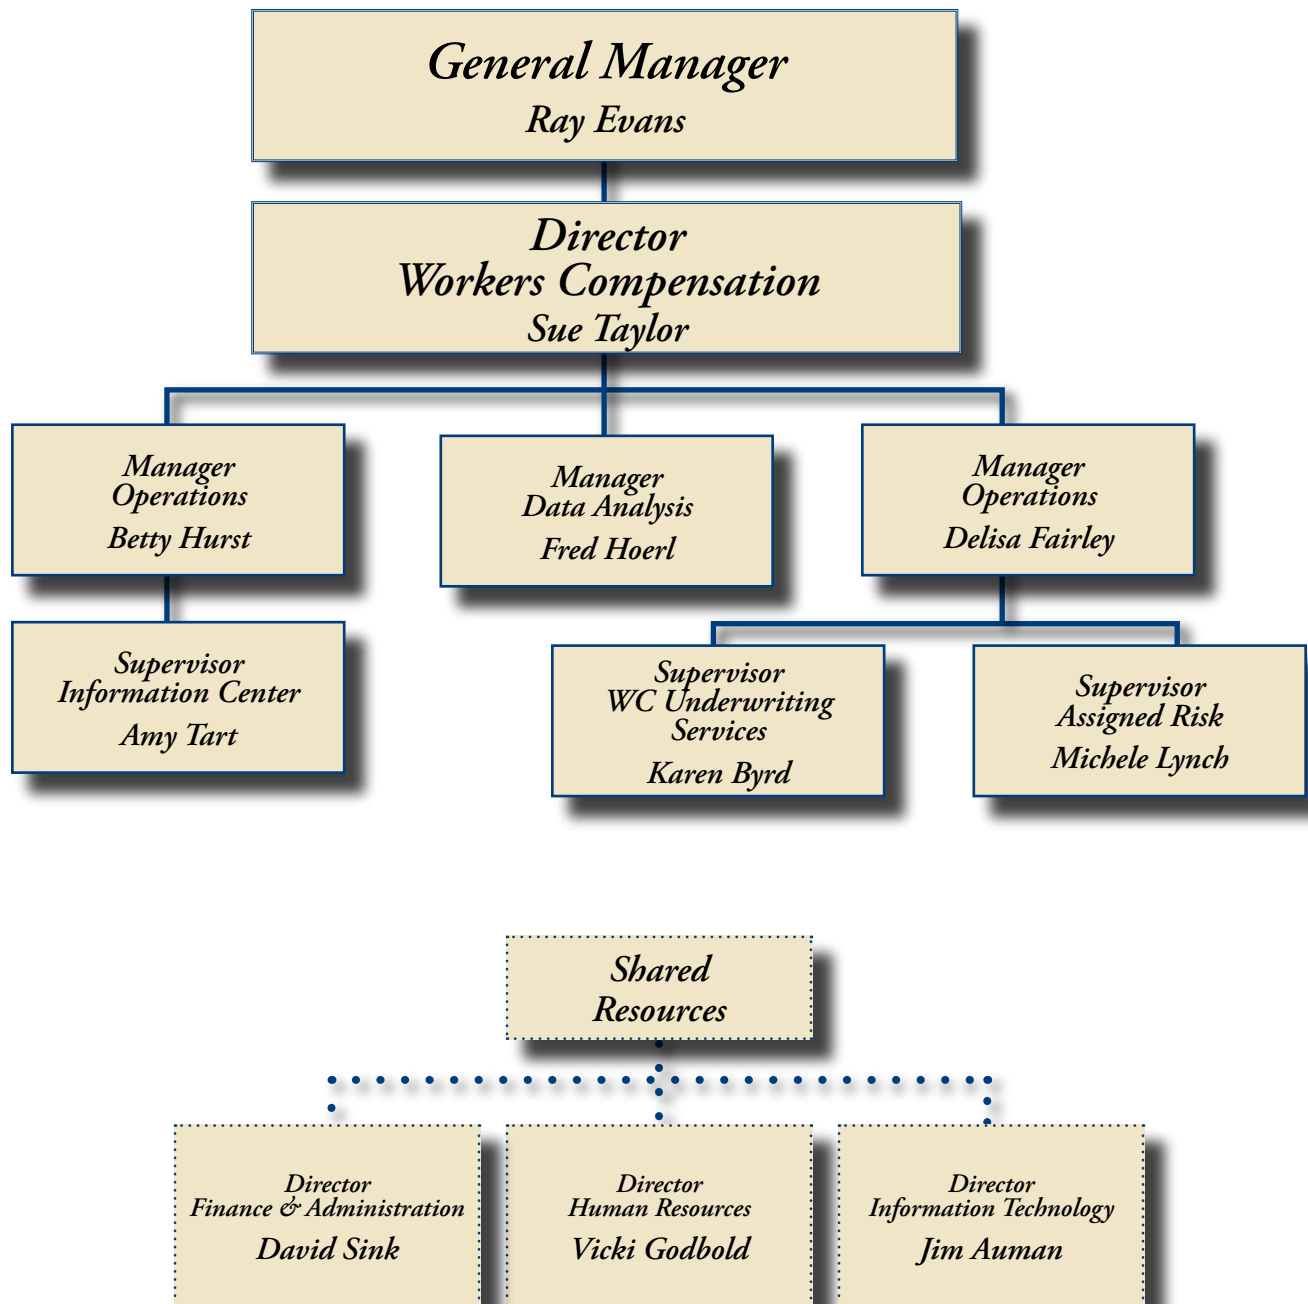 General Manager
Ray Evans
Director
Workers Compensation
Sue Taylor
Manager
Operations
Betty Hurst
Manager
Data Analysis
Fred Hoerl
Manager
Operations
Delisa Fairley
Supervisor
Information Center
Amy Tart
Supervisor
WC Underwriting
Services
Karen Byrd
Supervisor
Assigned Risk
Michele Lynch
Shared
Resources
Director
Finance & Administration
David Sink
Director
Human Resources
Vicki Godbold
Director
Information Technology
Jim Auman